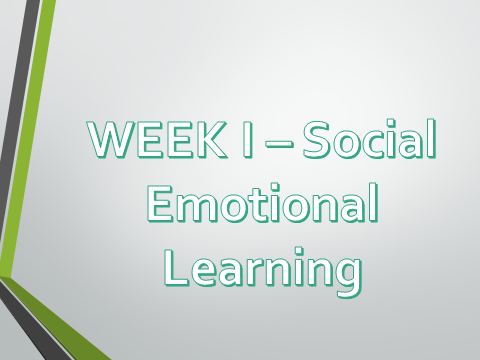 WEEK I – Social
Emotional
Learning